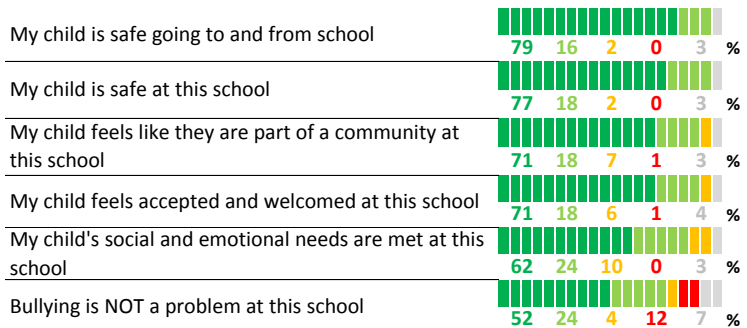 My child is safe going to and from school
79 16 2 0 3 %
My child is safe at this school
77 18 2 0 3 %
My child feels like they are part of a community at
this school
71 18 7 1 3 %
My child feels accepted and welcomed at this school
71 18 6 1 4 %
My child's social and emotional needs are met at this
school
62 24 10 0 3 %
Bullying is NOT a problem at this school
52 24 4 12 7 %